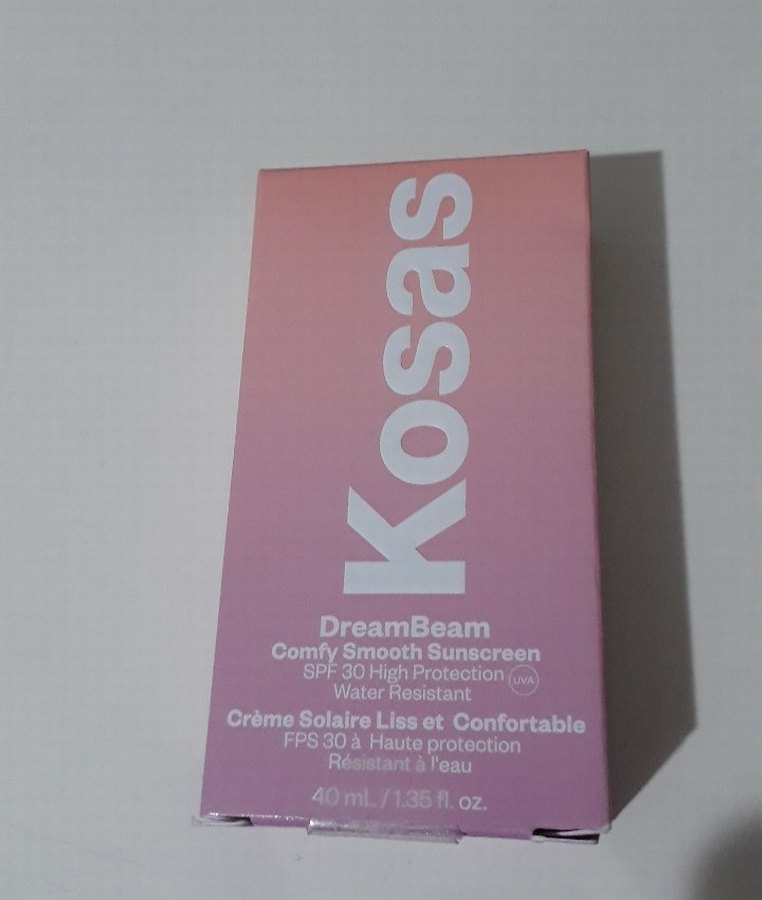 Kosas
DreamBeam
Comfy Smooth Sunscreen
SPF 30 High Protection
UVA
Water Resistant
Crème Solaire Liss et Confortable
FPS 30 à Haute protection
Résistant à l'eau
40 mL / 1.35 fl. oz.